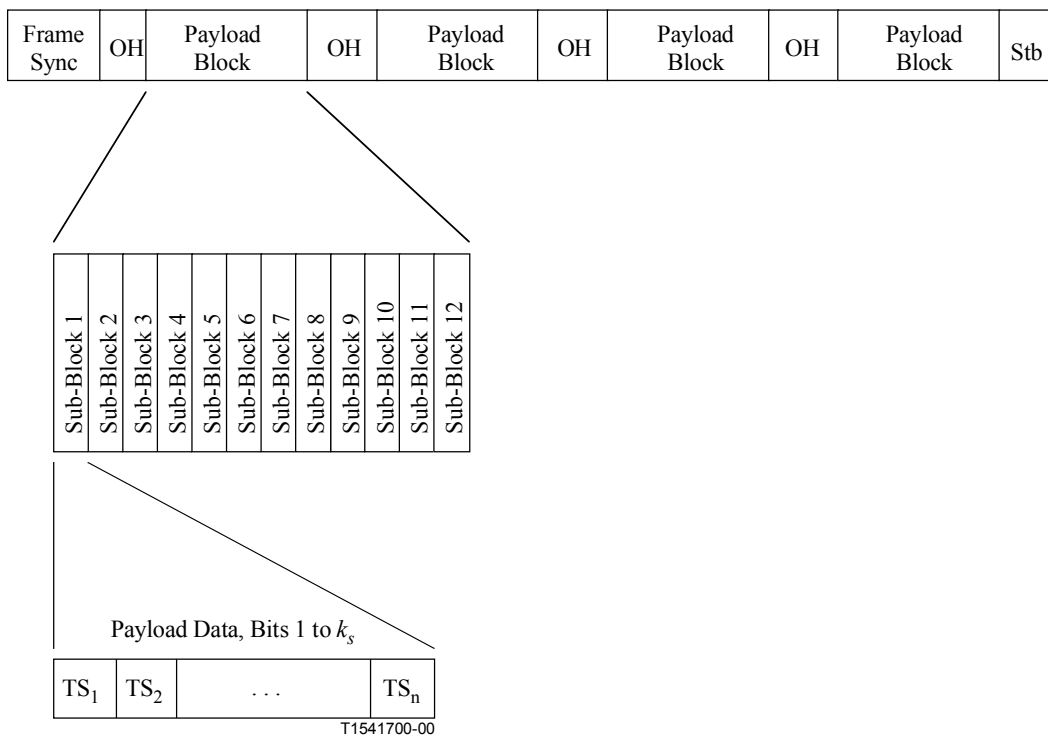 Frame Sync OH Payload Block OH Payload Block OH Payload Block OH Payload Block Stb
Sub-Block 1
Sub-Block 2
Sub-Block 3
Sub-Block 4
Sub-Block 5
Sub-Block 6
Sub-Block 7
Sub-Block 8
Sub-Block 9
Sub-Block 10
Sub-Block 11
Sub-Block 12
Payload Data, Bits 1 to kₛ
TS₁ TS₂ . . . TSₙ
T1541700-00